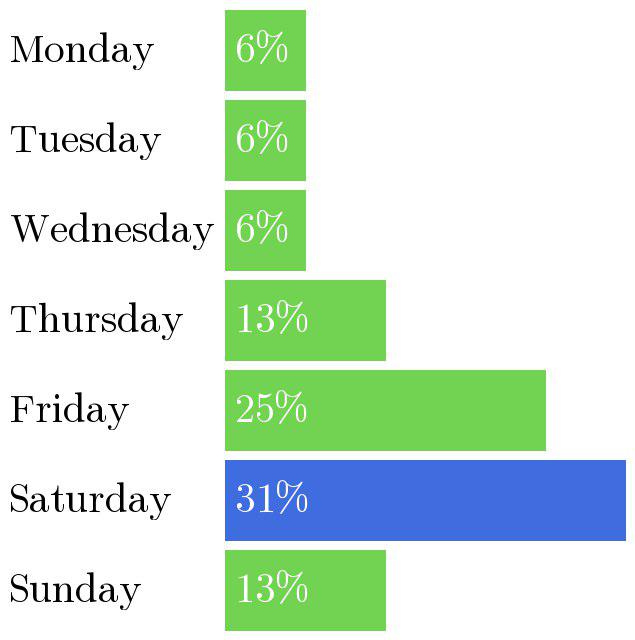 Monday 6%
Tuesday 6%
Wednesday 6%
Thursday 13%
Friday 25%
Saturday 31%
Sunday 13%